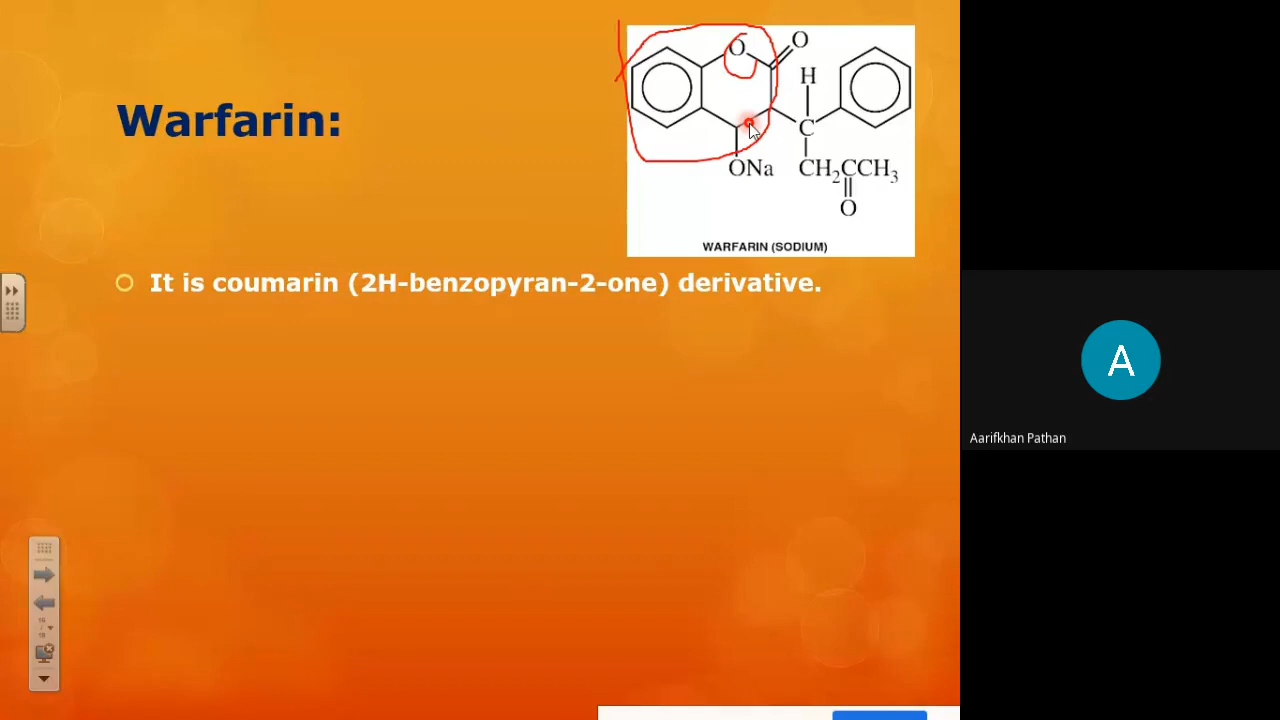 Warfarin:
O
O
H
C
ONa
CH2CCH3
O
WARFARIN (SODIUM)
It is coumarin (2H-benzopyran-2-one) derivative.
A
Aarifkhan Pathan